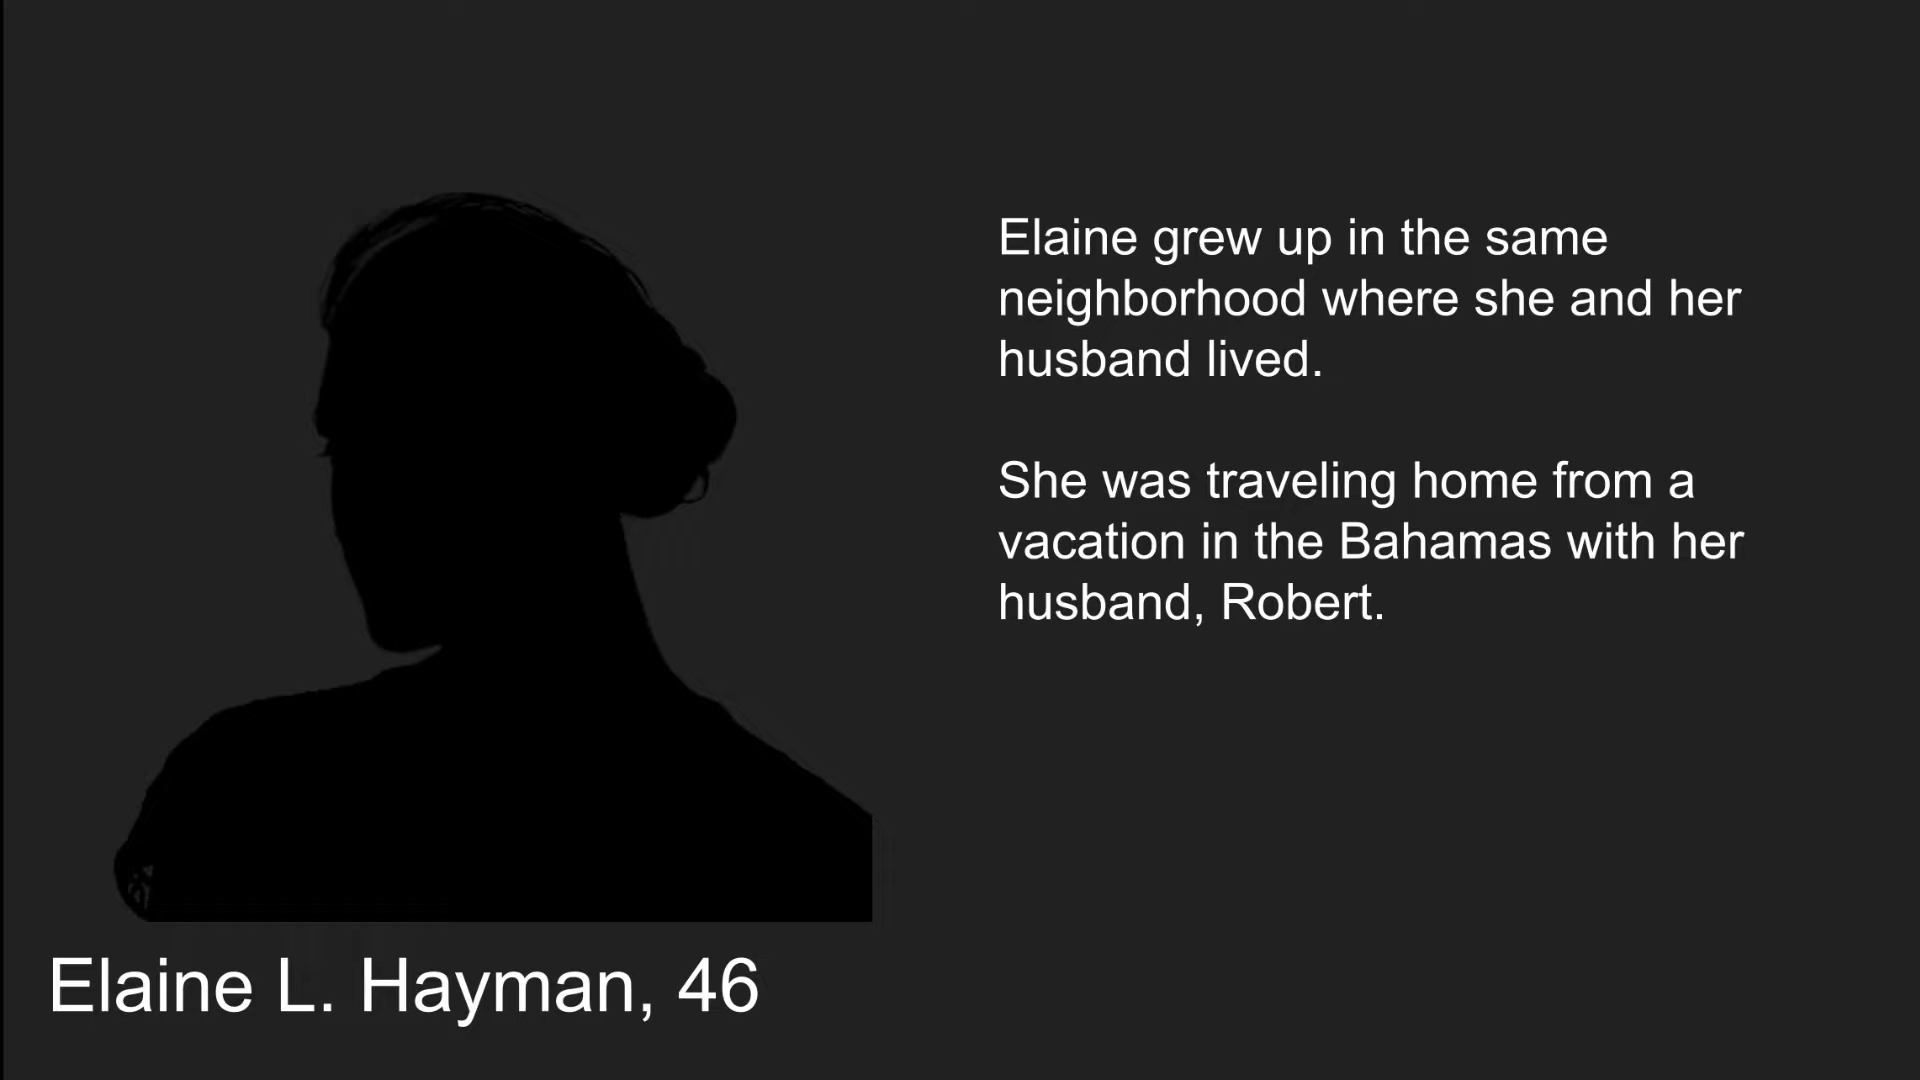 Elaine grew up in the same
neighborhood where she and her
husband lived.
She was traveling home from a
vacation in the Bahamas with her
husband, Robert.
Elaine L. Hayman, 46